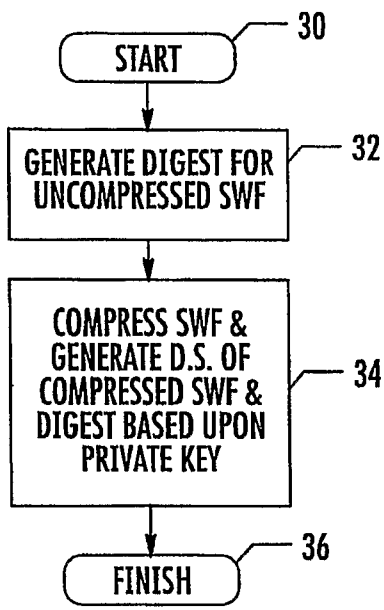 START
30
GENERATE DIGEST FOR
UNCOMPRESSED SWF
32
COMPRESS SWF &
GENERATE D.S. OF
COMPRESSED SWF &
DIGEST BASED UPON
PRIVATE KEY
34
FINISH
36